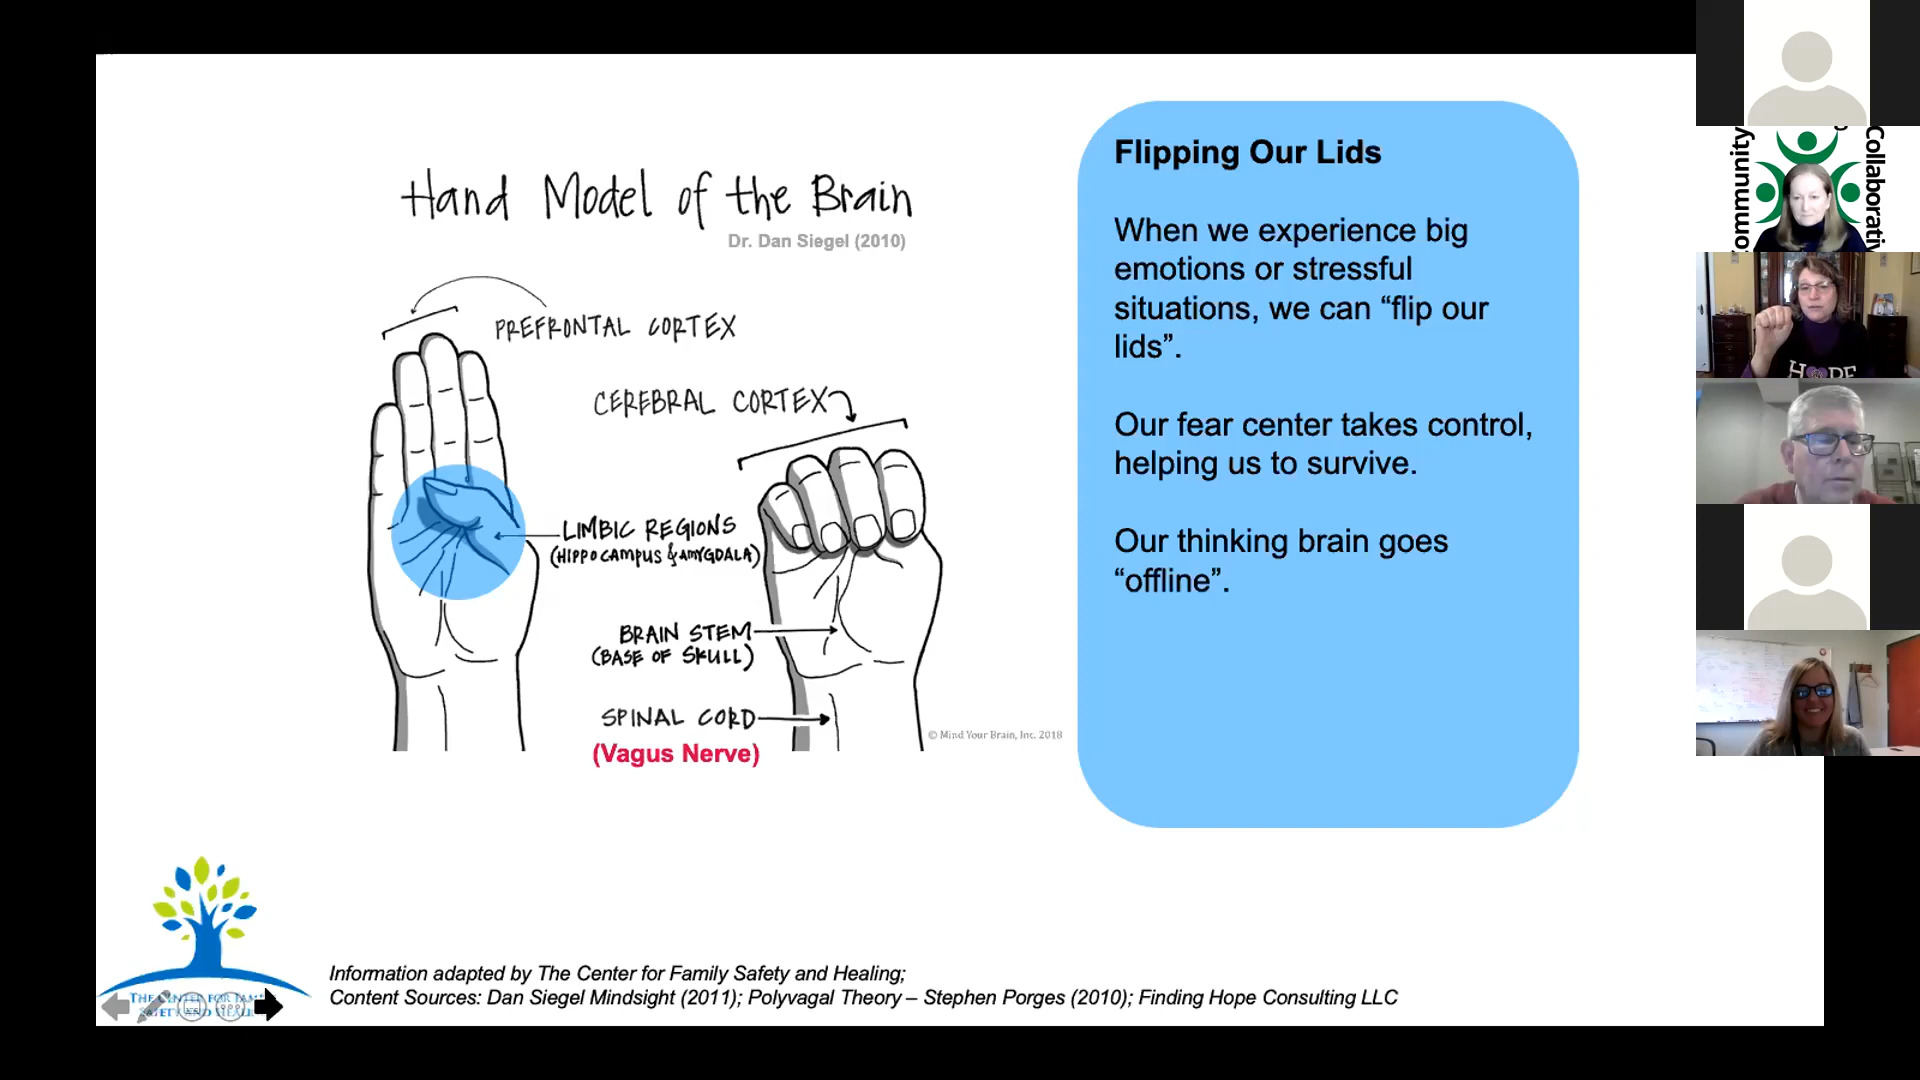 Hand Model of the Brain
Dr. Dan Siegel (2010)
PREFRONTAL CORTEX
CEREBRAL CORTEX
LIMBIC REGIONS
(HIPPOCAMPUS & AMYGDALA)
BRAIN STEM
(BASE OF SKULL)
SPINAL CORD
(Vagus Nerve)
© Mind Your Brain, Inc. 2018
Flipping Our Lids
When we experience big
emotions or stressful
situations, we can “flip our
lids”.
Our fear center takes control,
helping us to survive.
Our thinking brain goes
“offline”.
Information adapted by The Center for Family Safety and Healing;
Content Sources: Dan Siegel Mindsight (2011); Polyvagal Theory – Stephen Porges (2010); Finding Hope Consulting LLC
THE CENTER FOR
HOPE